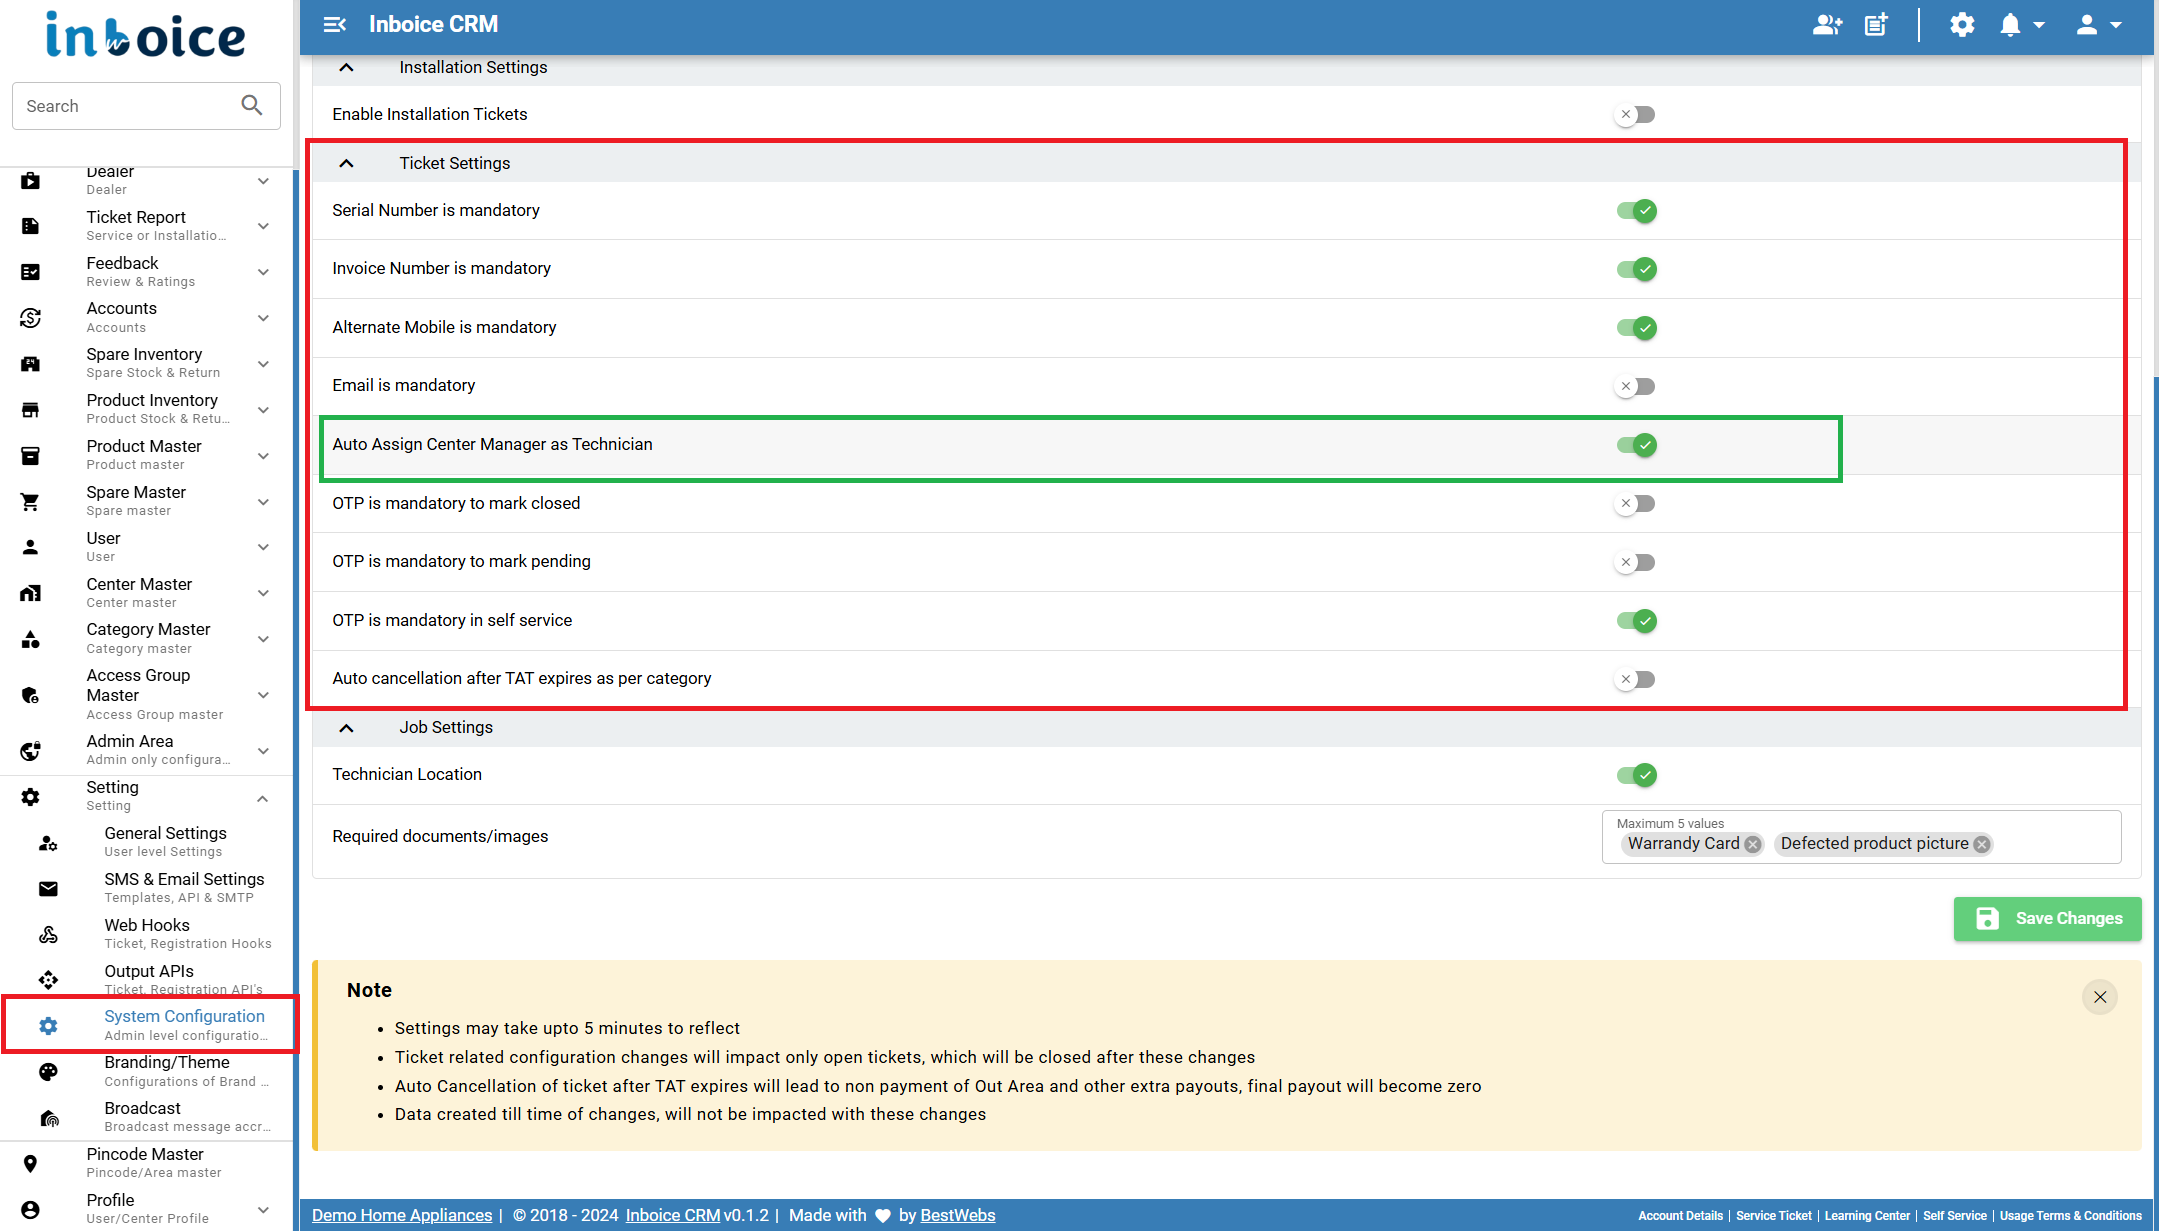 inboice
Inboice CRM
Search
Dealer
Dealer
Ticket Report
Service or Installatio...
Feedback
Review & Ratings
Accounts
Accounts
Spare Inventory
Spare Stock & Return
Product Inventory
Product Stock & Retu...
Product Master
Product master
Spare Master
Spare master
User
User
Center Master
Center master
Category Master
Category master
Access Group
Master
Access Group master
Admin Area
Admin only configura...
Setting
Setting
General Settings
User level Settings
SMS & Email Settings
Templates, API & SMTP
Web Hooks
Ticket, Registration Hooks
Output APIs
Ticket, Registration API's
System Configuration
Admin level configuratio...
Branding/Theme
Configurations of Brand ...
Broadcast
Broadcast message accr...
Pincode Master
Pincode/Area master
Profile
User/Center Profile
Installation Settings
Enable Installation Tickets
Ticket Settings
Serial Number is mandatory
Invoice Number is mandatory
Alternate Mobile is mandatory
Email is mandatory
Auto Assign Center Manager as Technician
OTP is mandatory to mark closed
OTP is mandatory to mark pending
OTP is mandatory in self service
Auto cancellation after TAT expires as per category
Job Settings
Technician Location
Required documents/images
Maximum 5 values
Warrandy Card Defected product picture
Save Changes
Note
• Settings may take upto 5 minutes to reflect
• Ticket related configuration changes will impact only open tickets, which will be closed after these changes
• Auto Cancellation of ticket after TAT expires will lead to non payment of Out Area and other extra payouts, final payout will become zero
• Data created till time of changes, will not be impacted with these changes
Demo Home Appliances | © 2018 - 2024 Inboice CRM v0.1.2 | Made with ♥ by BestWebs
Account Details | Service Ticket | Learning Center | Self Service | Usage Terms & Conditions